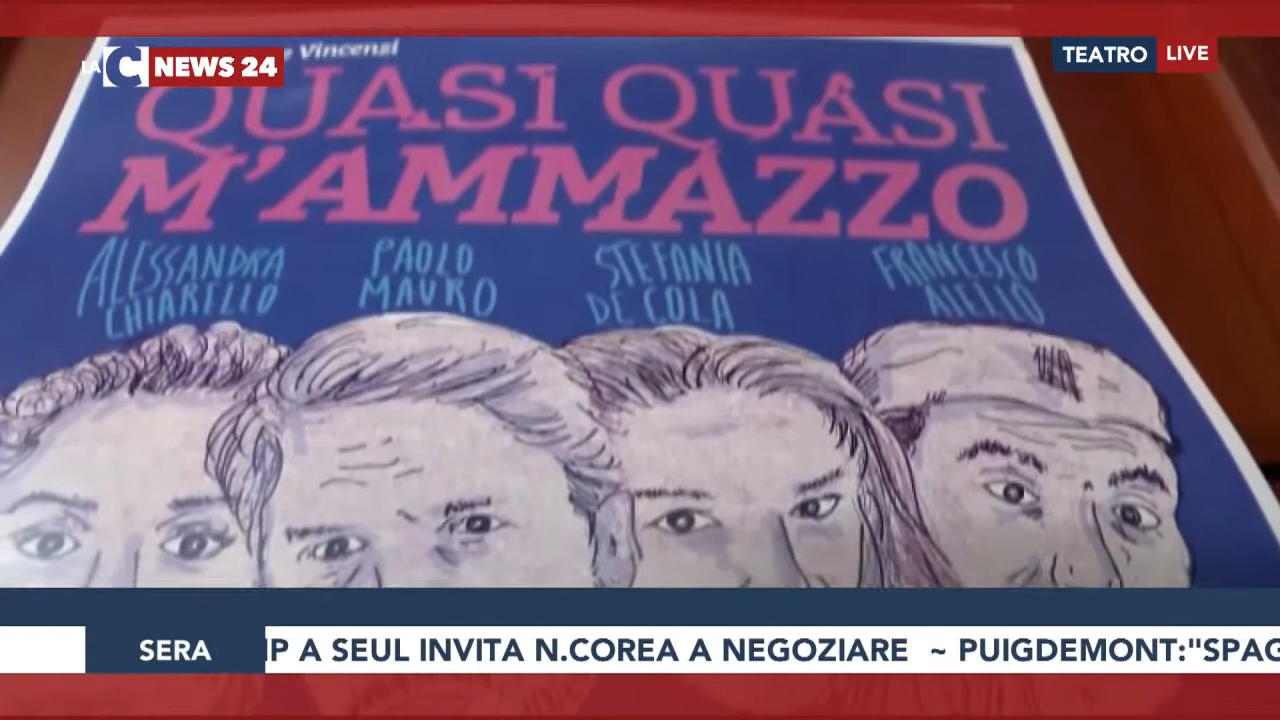 LA C NEWS 24
TEATRO LIVE
Vincenzi
QUASI QUASI
M'AMMAZZO
ALESSANDRA
CHIARELLO
PAOLO
MAURO
STEFANIA
DE COLA
FRANCESCO
AIELLO
SERA
A SEUL INVITA N.COREA A NEGOZIARE ~ PUIGDEMONT:"SPAG